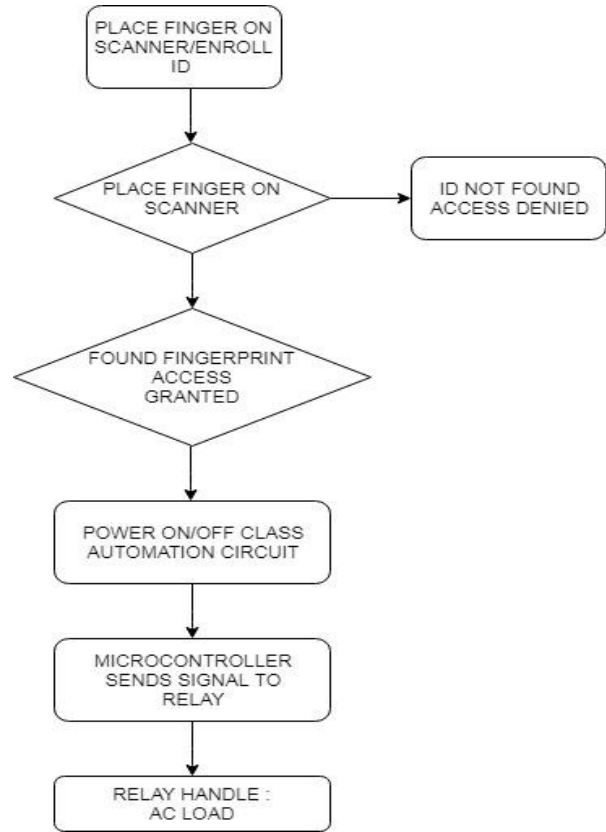 PLACE FINGER ON
SCANNER/ENROLL
ID
PLACE FINGER ON
SCANNER
ID NOT FOUND
ACCESS DENIED
FOUND FINGERPRINT
ACCESS
GRANTED
POWER ON/OFF CLASS
AUTOMATION CIRCUIT
MICROCONTROLLER
SENDS SIGNAL TO
RELAY
RELAY HANDLE :
AC LOAD